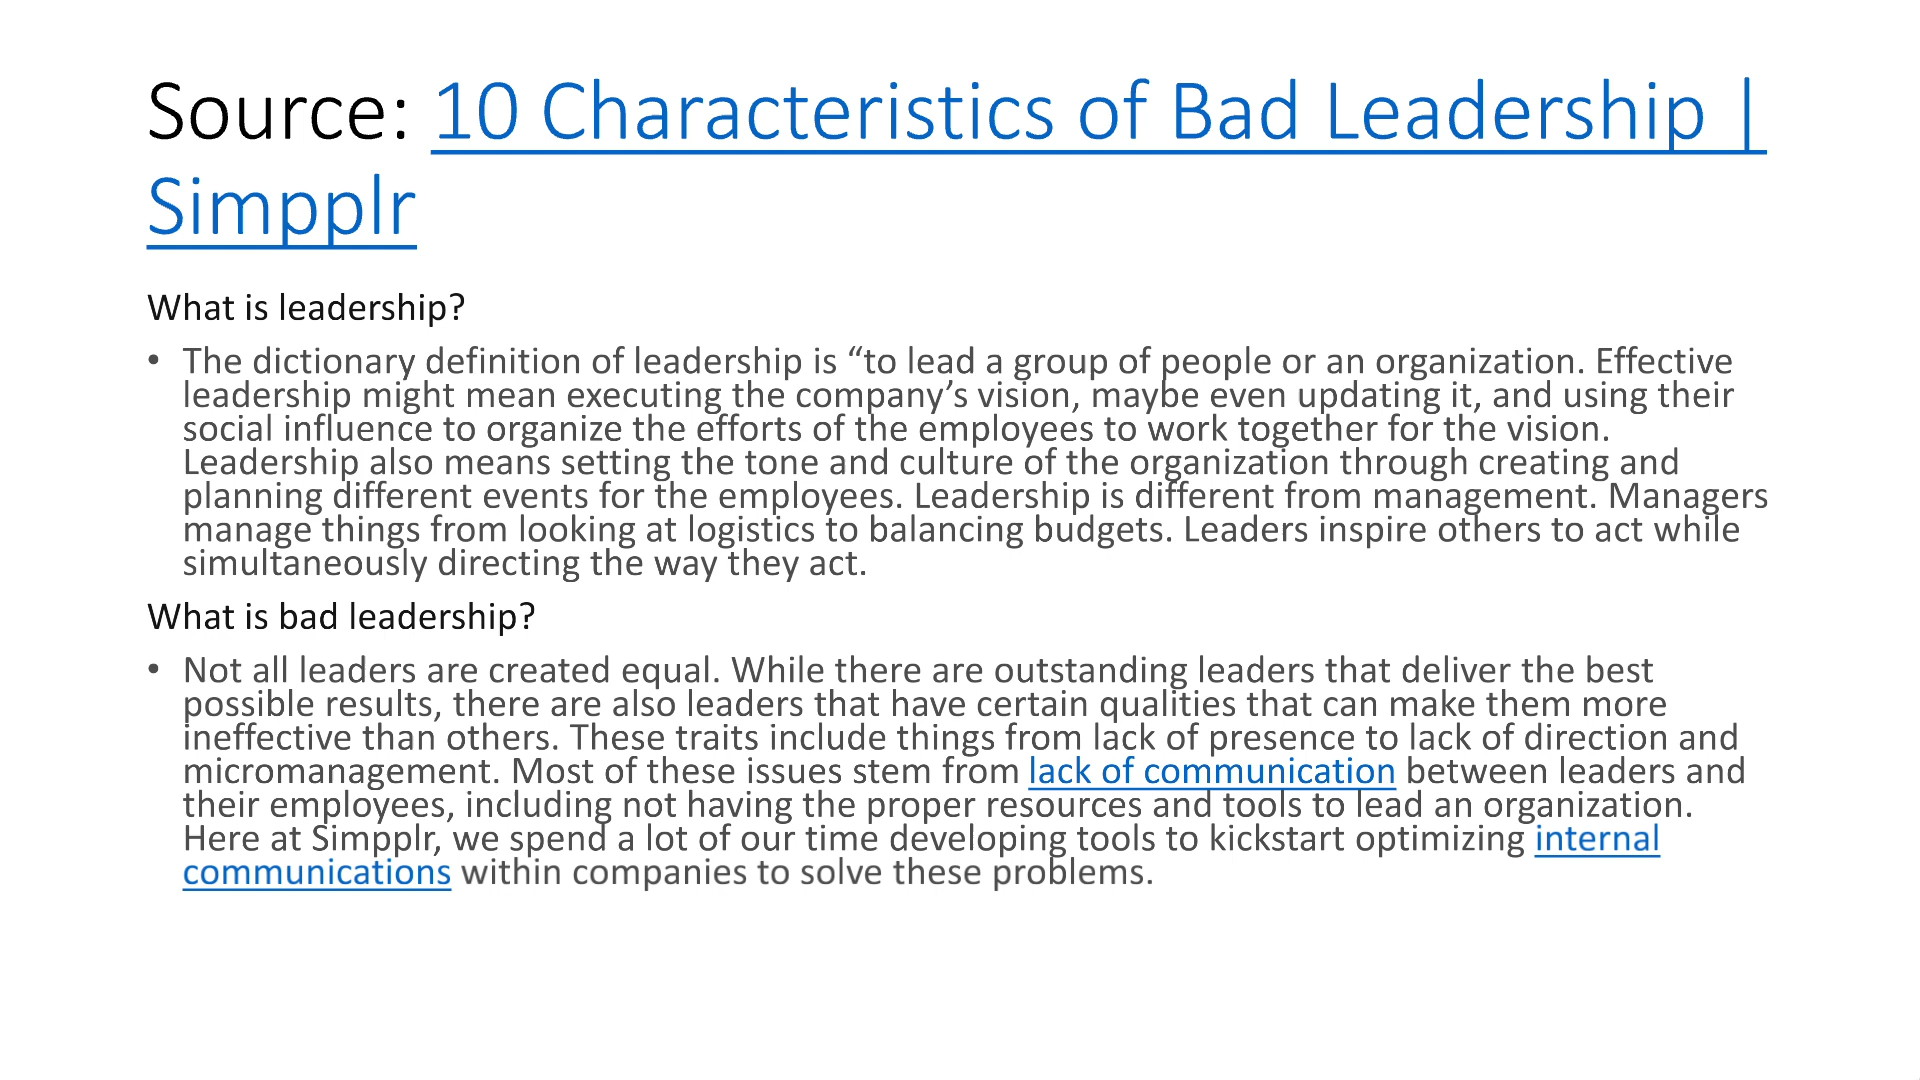 Source: 10 Characteristics of Bad Leadership |
Simpplr
What is leadership?
• The dictionary definition of leadership is “to lead a group of people or an organization. Effective
leadership might mean executing the company’s vision, maybe even updating it, and using their
social influence to organize the efforts of the employees to work together for the vision.
Leadership also means setting the tone and culture of the organization through creating and
planning different events for the employees. Leadership is different from management. Managers
manage things from looking at logistics to balancing budgets. Leaders inspire others to act while
simultaneously directing the way they act.
What is bad leadership?
• Not all leaders are created equal. While there are outstanding leaders that deliver the best
possible results, there are also leaders that have certain qualities that can make them more
ineffective than others. These traits include things from lack of presence to lack of direction and
micromanagement. Most of these issues stem from lack of communication between leaders and
their employees, including not having the proper resources and tools to lead an organization.
Here at Simpplr, we spend a lot of our time developing tools to kickstart optimizing internal
communications within companies to solve these problems.